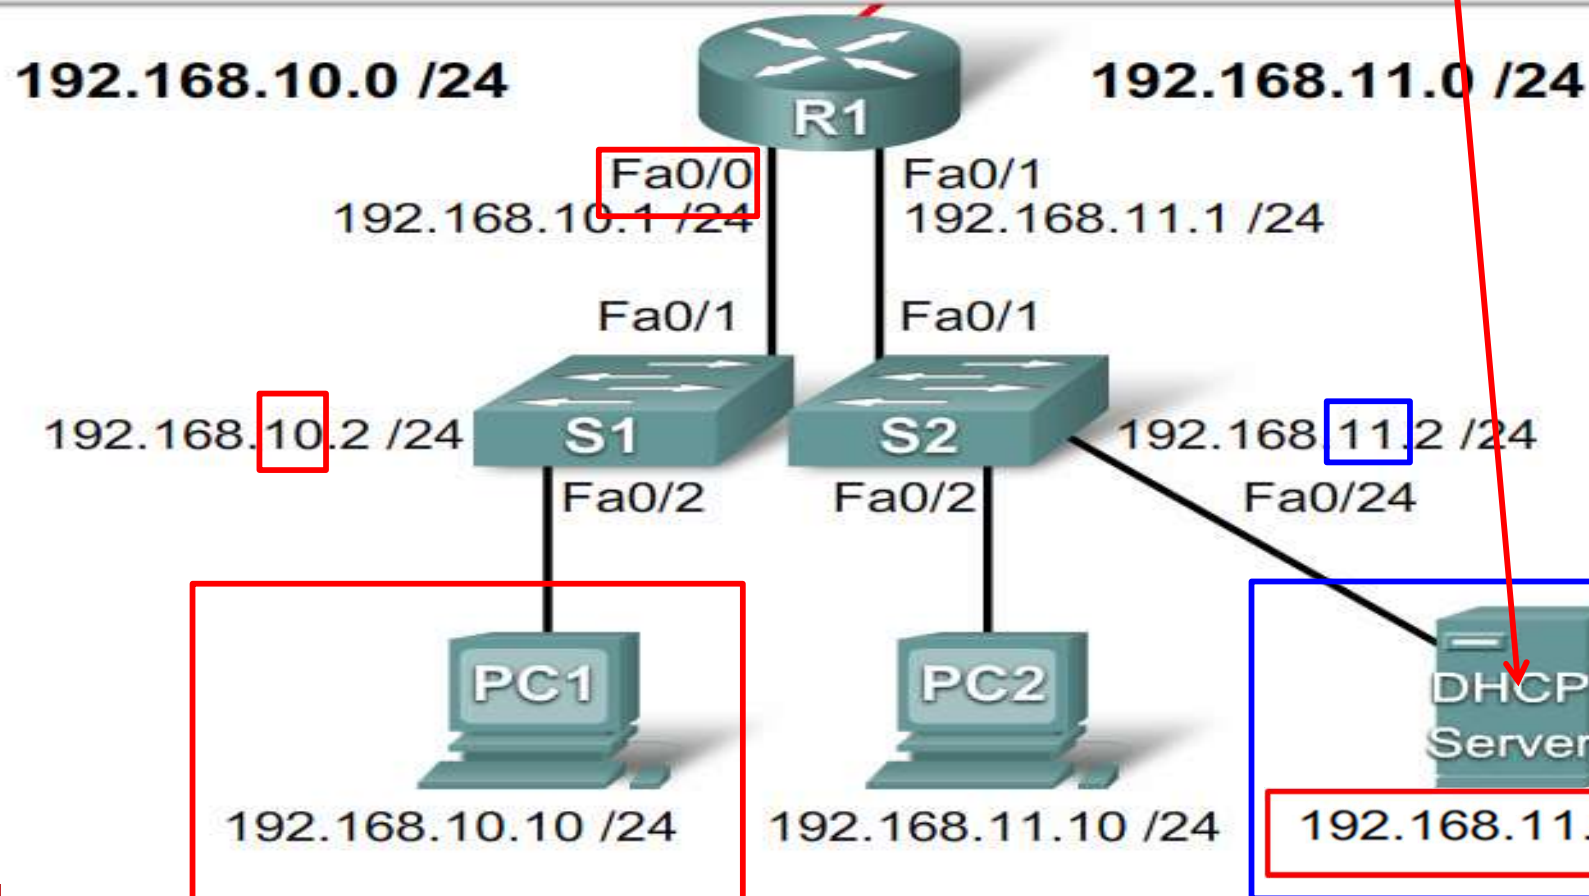 192.168.10.0 /24
192.168.11.0 /24
R1
Fa0/0
Fa0/1
192.168.10.1 /24
192.168.11.1 /24
Fa0/1
Fa0/1
192.168.10.2 /24
S1
S2
192.168.11.2 /24
Fa0/2
Fa0/2
Fa0/24
PC1
PC2
DHCP
Server
192.168.10.10 /24
192.168.11.10 /24
192.168.11.